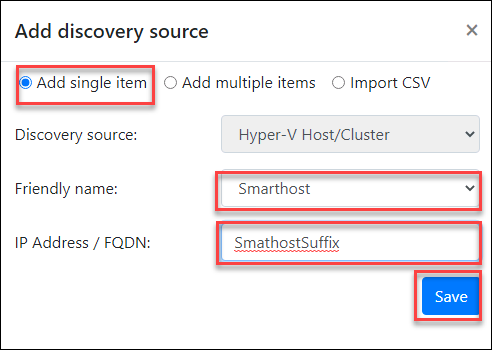 Add discovery source ×
Add single item Add multiple items Import CSV
Discovery source: Hyper-V Host/Cluster
Friendly name: Smarthost
IP Address / FQDN: SmathostSuffix
Save